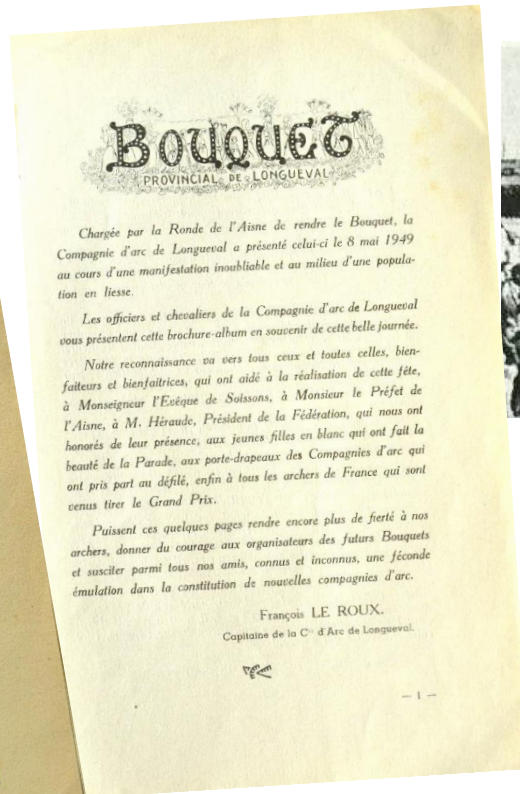 BOUQUET
PROVINCIAL DE LONGUEVAL
Chargée par la Ronde de l'Aisne de rendre le Bouquet, la
Compagnie d'arc de Longueval a présenté celui-ci le 8 mai 1949
au cours d'une manifestation inoubliable et au milieu d'une popula-
tion en liesse.
Les officiers et chevaliers de la Compagnie d'arc de Longueval
vous présentent cette brochure-album en souvenir de cette belle journée.
Notre reconnaissance va vers tous ceux et toutes celles, bien-
faiteurs et bienfaitrices, qui ont aidé à la réalisation de cette fête,
à Monseigneur l'Evêque de Soissons, à Monsieur le Préfet de
l'Aisne, à M. Héraude, Président de la Fédération, qui nous ont
honorés de leur présence, aux jeunes filles en blanc qui ont fait la
beauté de la Parade, aux porte-drapeaux des Compagnies d'arc qui
ont pris part au défilé, enfin à tous les archers de France qui sont
venus tirer le Grand Prix.
Puissent ces quelques pages rendre encore plus de fierté à nos
archers, donner du courage aux organisateurs des futurs Bouquets
et susciter parmi tous nos amis, connus et inconnus, une féconde
émulation dans la constitution de nouvelles compagnies d'arc.
François LE ROUX.
Capitaine de la Cie d'Arc de Longueval.
— 1 —